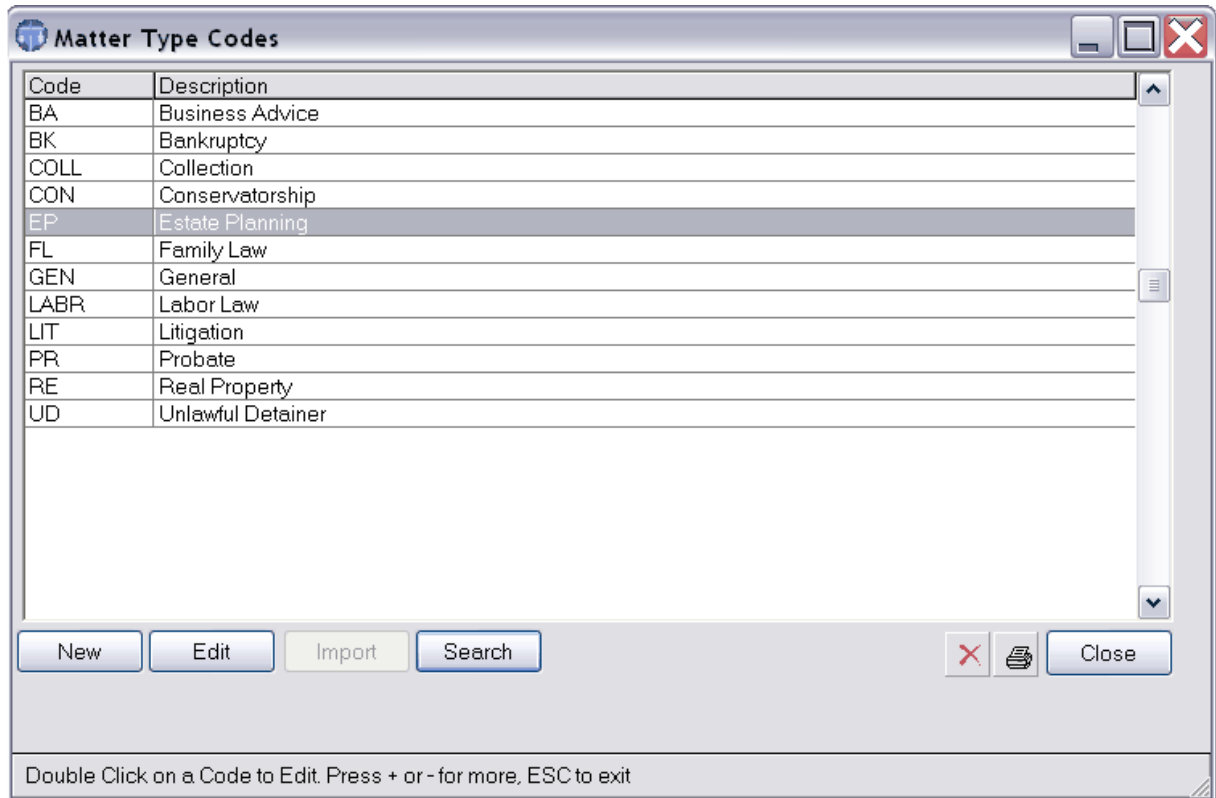 Matter Type Codes
Code Description
BA Business Advice
BK Bankruptcy
COLL Collection
CON Conservatorship
EP Estate Planning
FL Family Law
GEN General
LABR Labor Law
LIT Litigation
PR Probate
RE Real Property
UD Unlawful Detainer
New Edit Import Search Close
Double Click on a Code to Edit. Press + or - for more, ESC to exit